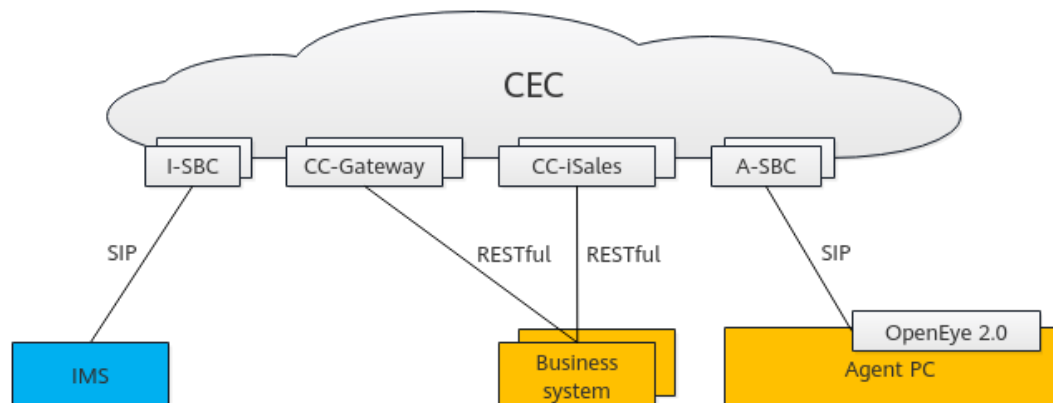 CEC
I-SBC
CC-Gateway
CC-iSales
A-SBC
SIP
RESTful
RESTful
SIP
OpenEye 2.0
IMS
Business
system
Agent PC